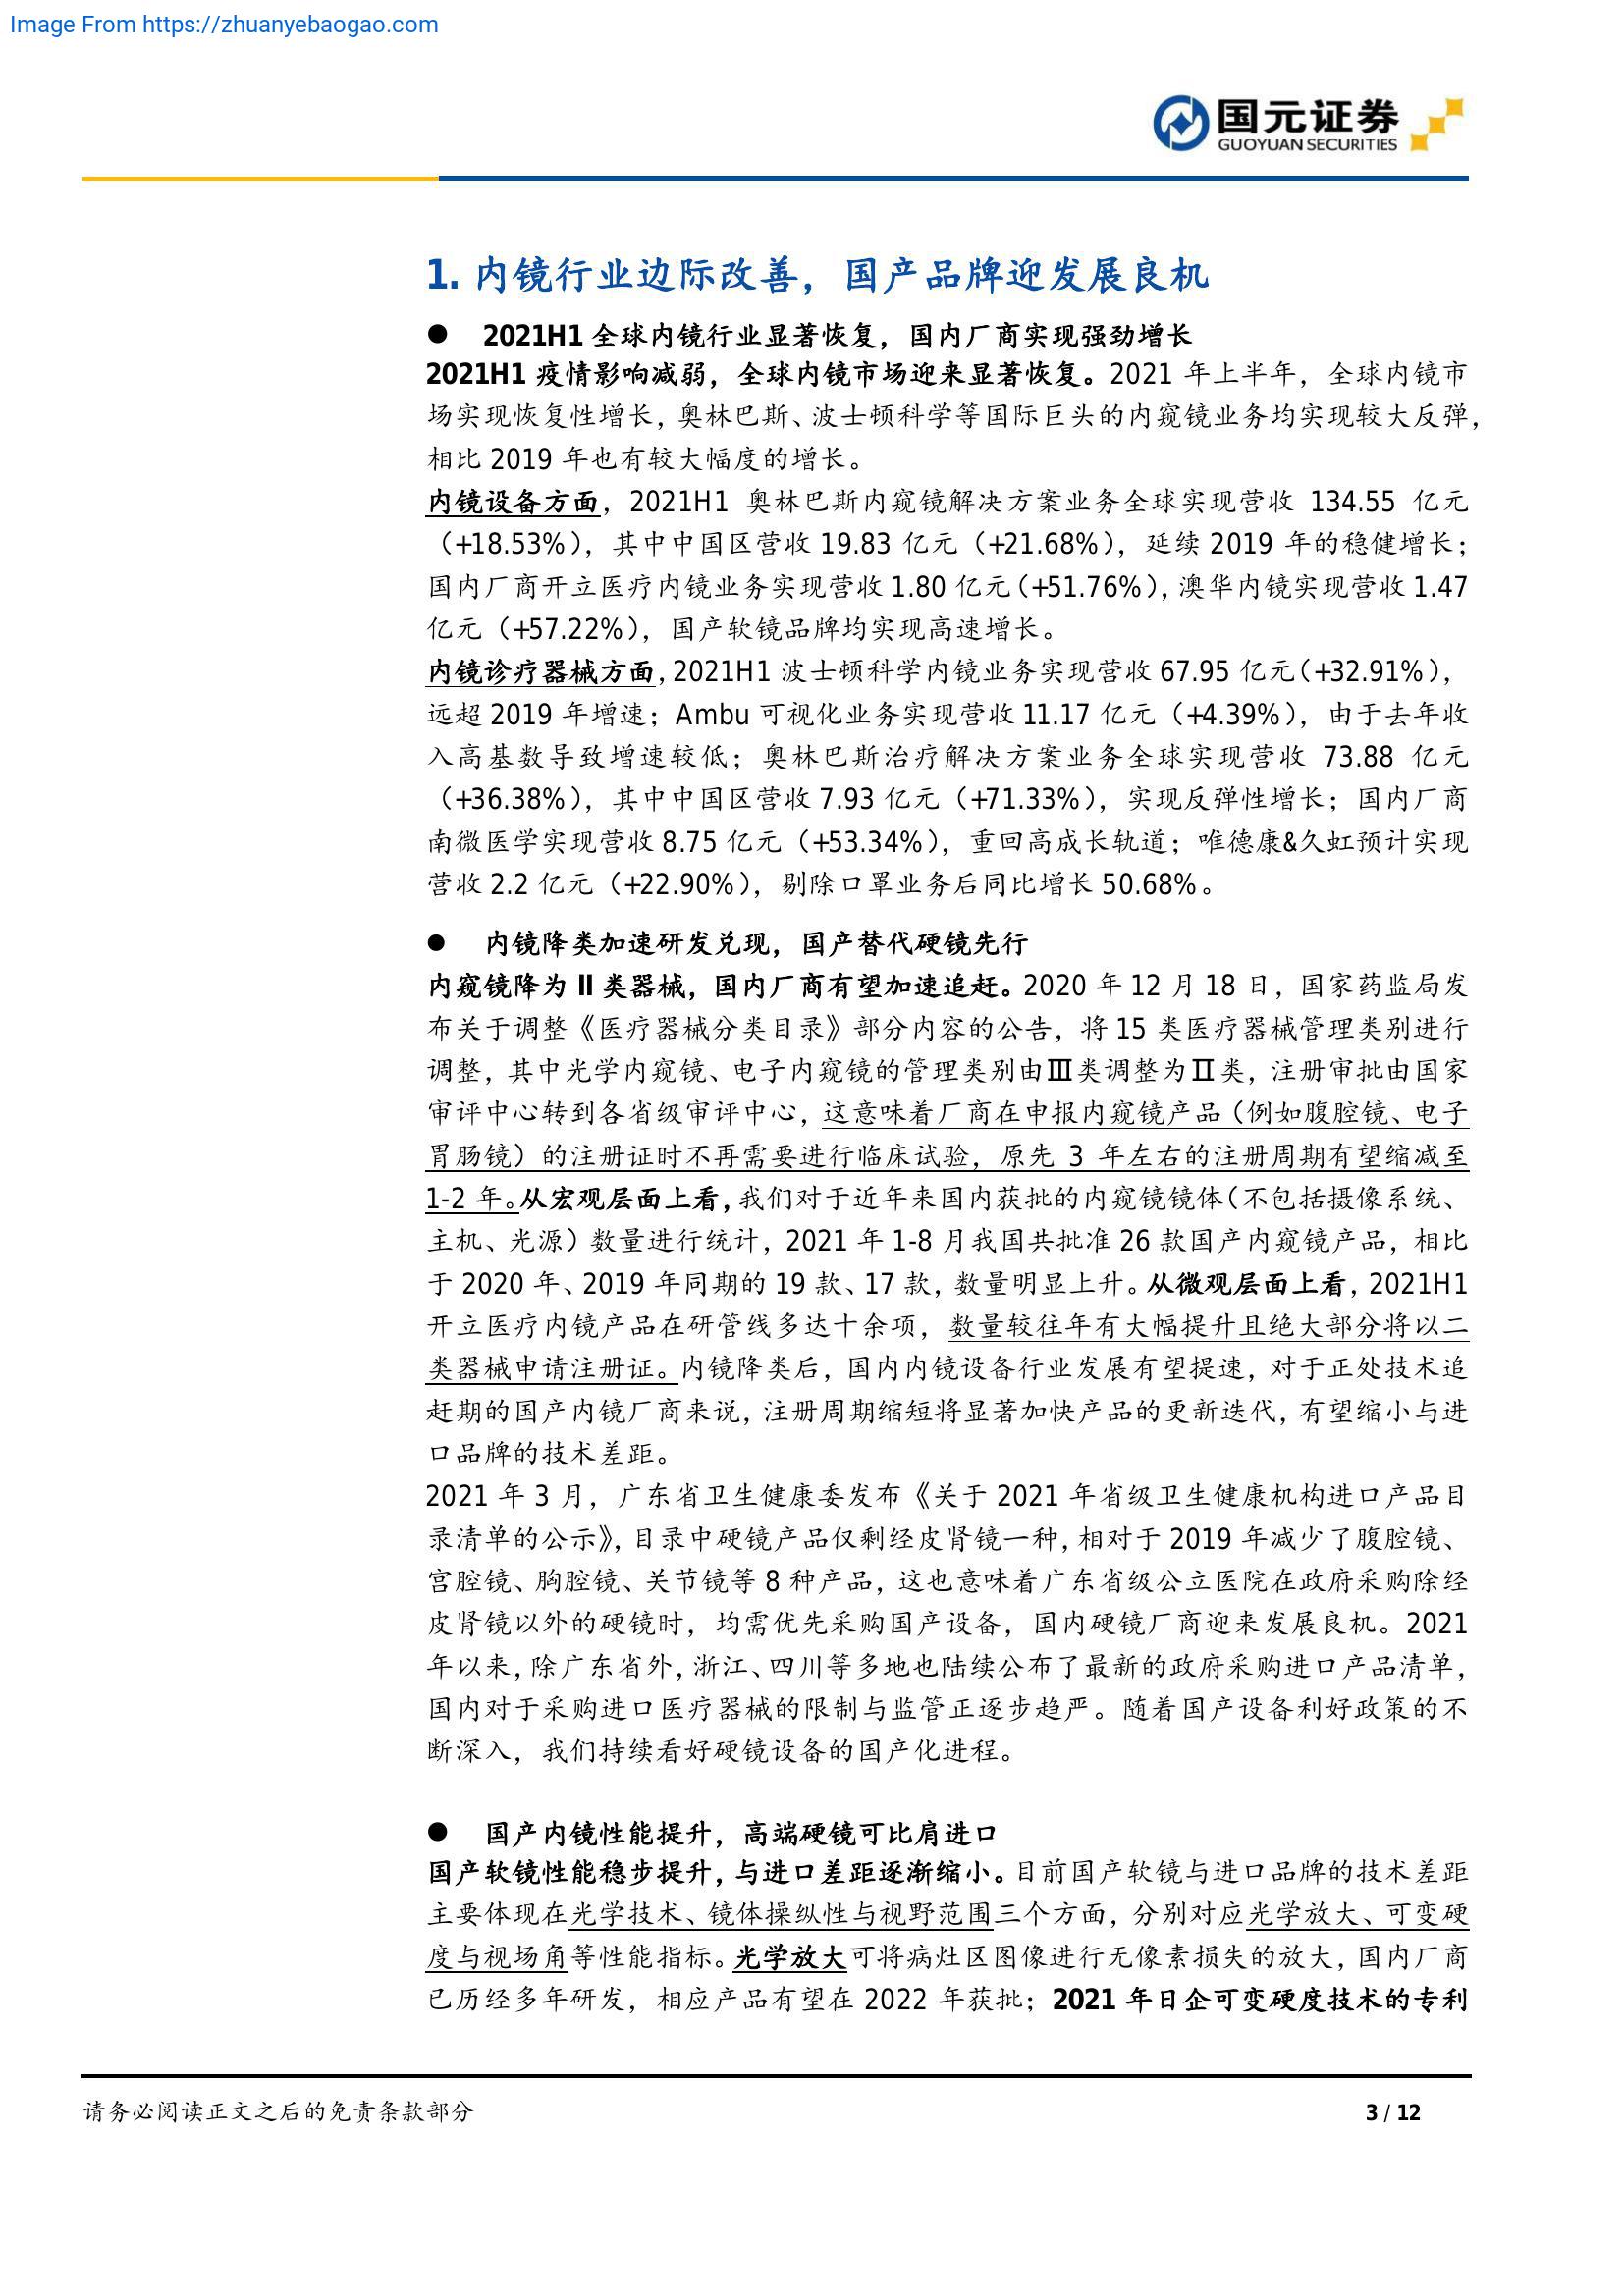 Image From https://zhuanyebaogao.com
国元证券
GUOYUAN SECURITIES
1. 内镜行业边际改善，国产品牌迎发展良机
● 2021H1 全球内镜行业显著恢复，国内厂商实现强劲增长
2021H1 疫情影响减弱，全球内镜市场迎来显著恢复。2021 年上半年，全球内镜市
场实现恢复性增长，奥林巴斯、波士顿科学等国际巨头的内窥镜业务均实现较大反弹，
相比 2019 年也有较大幅度的增长。
内镜设备方面，2021H1 奥林巴斯内窥镜解决方案业务全球实现营收 134.55 亿元
（+18.53%），其中中国区营收 19.83 亿元（+21.68%），延续 2019 年的稳健增长；
国内厂商开立医疗内镜业务实现营收 1.80 亿元（+51.76%），澳华内镜实现营收 1.47
亿元（+57.22%），国产软镜品牌均实现高速增长。
内镜诊疗器械方面，2021H1 波士顿科学内镜业务实现营收 67.95 亿元（+32.91%），
远超 2019 年增速；Ambu 可视化业务实现营收 11.17 亿元（+4.39%），由于去年收
入高基数导致增速较低；奥林巴斯治疗解决方案业务全球实现营收 73.88 亿元
（+36.38%），其中中国区营收 7.93 亿元（+71.33%），实现反弹性增长；国内厂商
南微医学实现营收 8.75 亿元（+53.34%），重回高成长轨道；唯德康&久虹预计实现
营收 2.2 亿元（+22.90%），剔除口罩业务后同比增长 50.68%。
● 内镜降类加速研发兑现，国产替代硬镜先行
内窥镜降为 II 类器械，国内厂商有望加速追赶。2020 年 12 月 18 日，国家药监局发
布关于调整《医疗器械分类目录》部分内容的公告，将 15 类医疗器械管理类别进行
调整，其中光学内窥镜、电子内窥镜的管理类别由Ⅲ类调整为Ⅱ类，注册审批由国家
审评中心转到各省级审评中心，这意味着厂商在申报内窥镜产品（例如腹腔镜、电子
胃肠镜）的注册证时不再需要进行临床试验，原先 3 年左右的注册周期有望缩减至
1-2 年。从宏观层面上看，我们对于近年来国内获批的内窥镜镜体（不包括摄像系统、
主机、光源）数量进行统计，2021 年 1-8 月我国共批准 26 款国产内窥镜产品，相比
于 2020 年、2019 年同期的 19 款、17 款，数量明显上升。从微观层面上看，2021H1
开立医疗内镜产品在研管线多达十余项，数量较往年有大幅提升且绝大部分将以二
类器械申请注册证。内镜降类后，国内内镜设备行业发展有望提速，对于正处技术追
赶期的国产内镜厂商来说，注册周期缩短将显著加快产品的更新迭代，有望缩小与进
口品牌的技术差距。
2021 年 3 月，广东省卫生健康委发布《关于 2021 年省级卫生健康机构进口产品目
录清单的公示》，目录中硬镜产品仅剩经皮肾镜一种，相对于 2019 年减少了腹腔镜、
宫腔镜、胸腔镜、关节镜等 8 种产品，这也意味着广东省级公立医院在政府采购除经
皮肾镜以外的硬镜时，均需优先采购国产设备，国内硬镜厂商迎来发展良机。2021
年以来，除广东省外，浙江、四川等多地也陆续公布了最新的政府采购进口产品清单，
国内对于采购进口医疗器械的限制与监管正逐步趋严。随着国产设备利好政策的不
断深入，我们持续看好硬镜设备的国产化进程。
● 国产内镜性能提升，高端硬镜可比肩进口
国产软镜性能稳步提升，与进口差距逐渐缩小。目前国产软镜与进口品牌的技术差距
主要体现在光学技术、镜体操纵性与视野范围三个方面，分别对应光学放大、可变硬
度与视场角等性能指标。光学放大可将病灶区图像进行无像素损失的放大，国内厂商
已历经多年研发，相应产品有望在 2022 年获批；2021 年日企可变硬度技术的专利
请务必阅读正文之后的免责条款部分
3 / 12